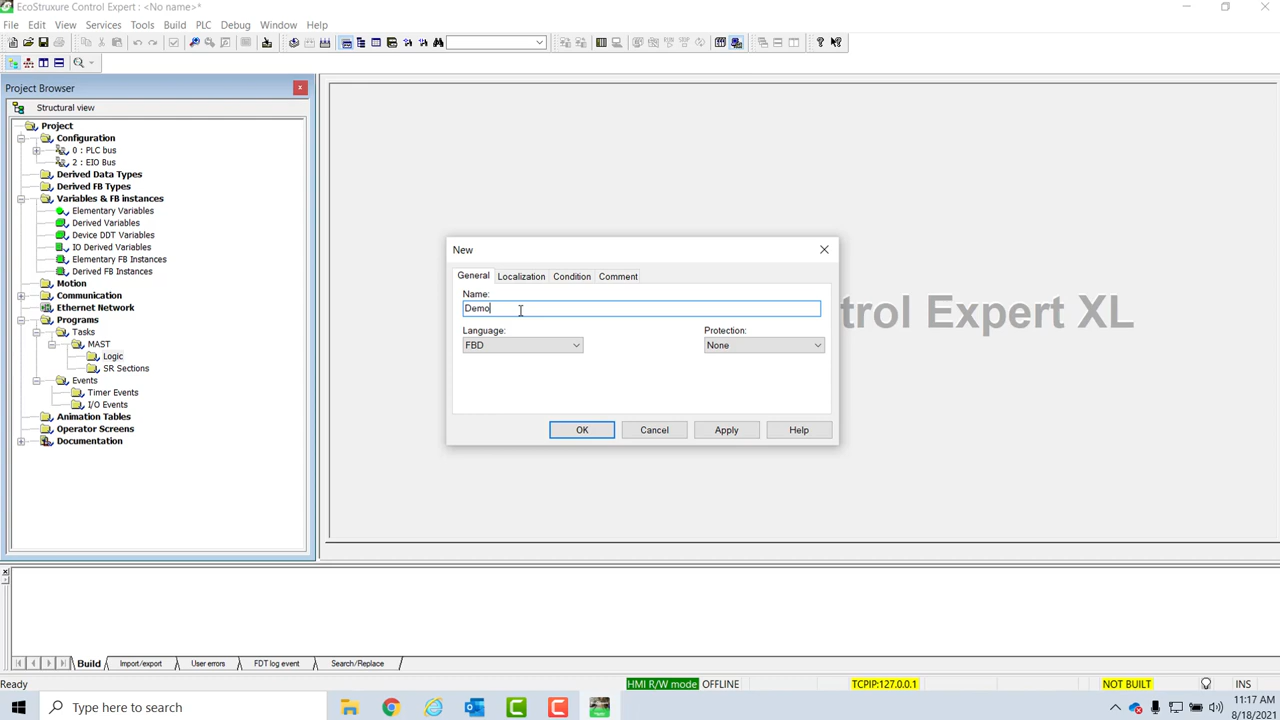 EcoStruxure Control Expert : <No name>*
File Edit View Services Tools Build PLC Debug Window Help
Project Browser
Structural view
Project
Configuration
0 : PLC bus
2 : EIO Bus
Derived Data Types
Derived FB Types
Variables & FB instances
Elementary Variables
Derived Variables
Device DDT Variables
IO Derived Variables
Elementary FB Instances
Derived FB Instances
Motion
Communication
Ethernet Network
Programs
Tasks
MAST
Logic
SR Sections
Events
Timer Events
I/O Events
Animation Tables
Operator Screens
Documentation
trol Expert XL
New
General Localization Condition Comment
Name:
Demo
Language: Protection:
FBD None
OK Cancel Apply Help
Build Import/export User errors FDT log event Search/Replace
Ready HMI R/W mode OFFLINE TCPIP:127.0.0.1 NOT BUILT INS
Type here to search 11:17 AM
8/18/2021